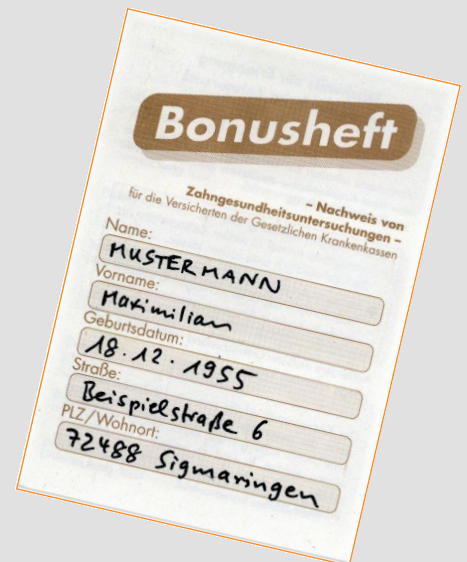 Bonusheft
– Nachweis von
Zahngesundheitsuntersuchungen –
für die Versicherten der Gesetzlichen Krankenkassen
Name:
MUSTERMANN
Vorname:
Maximilian
Geburtsdatum:
18.12.1955
Straße:
Beispielstraße 6
PLZ/Wohnort:
72488 Sigmaringen